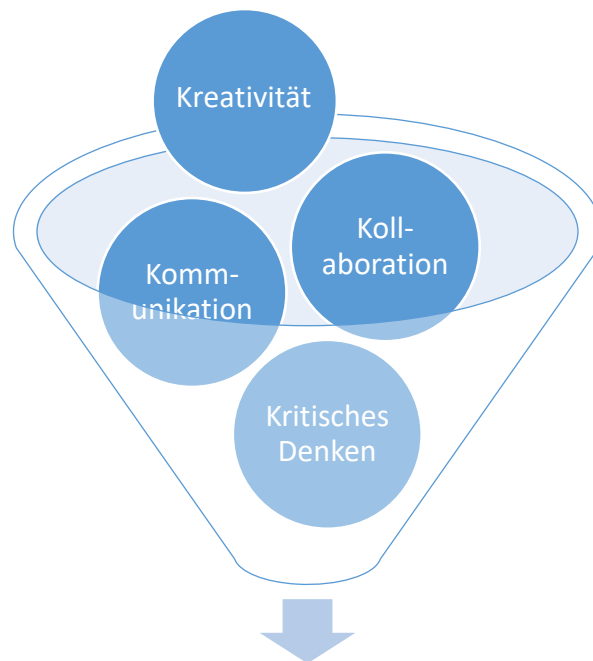 Kreativität
Koll-
aboration
Komm-
unikation
Kritisches
Denken